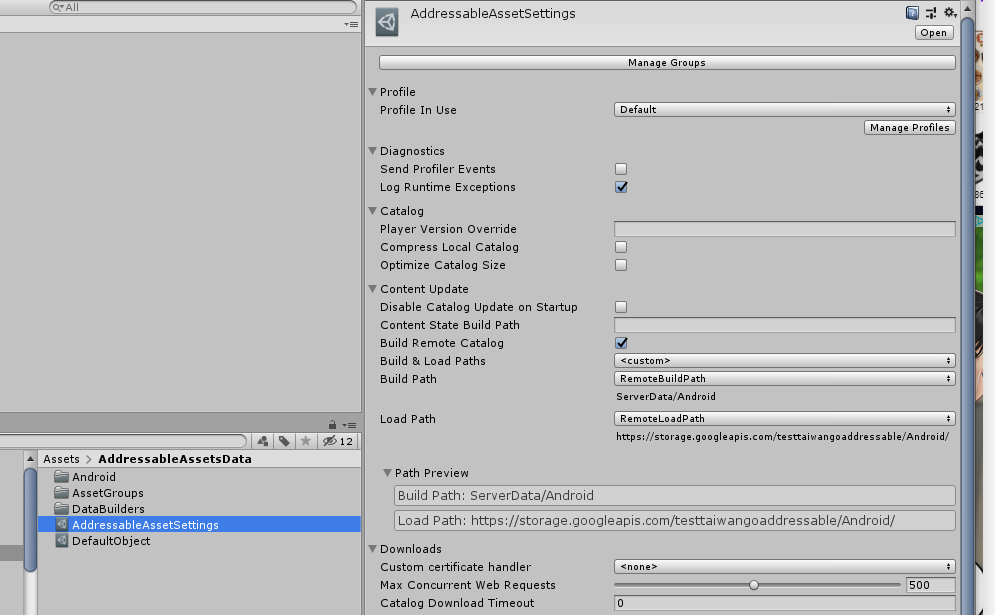 All
AddressableAssetSettings
Open
Manage Groups
Profile
Profile In Use Default
Manage Profiles
Diagnostics
Send Profiler Events
Log Runtime Exceptions
Catalog
Player Version Override
Compress Local Catalog
Optimize Catalog Size
Content Update
Disable Catalog Update on Startup
Content State Build Path
Build Remote Catalog
Build & Load Paths <custom>
Build Path RemoteBuildPath
ServerData/Android
Load Path RemoteLoadPath
https://storage.googleapis.com/testtaiwangoaddressable/Android/
Path Preview
Build Path: ServerData/Android
Load Path: https://storage.googleapis.com/testtaiwangoaddressable/Android/
Downloads
Custom certificate handler <none>
Max Concurrent Web Requests 500
Catalog Download Timeout 0
12
Assets > AddressableAssetsData
Android
AssetGroups
DataBuilders
AddressableAssetSettings
DefaultObject